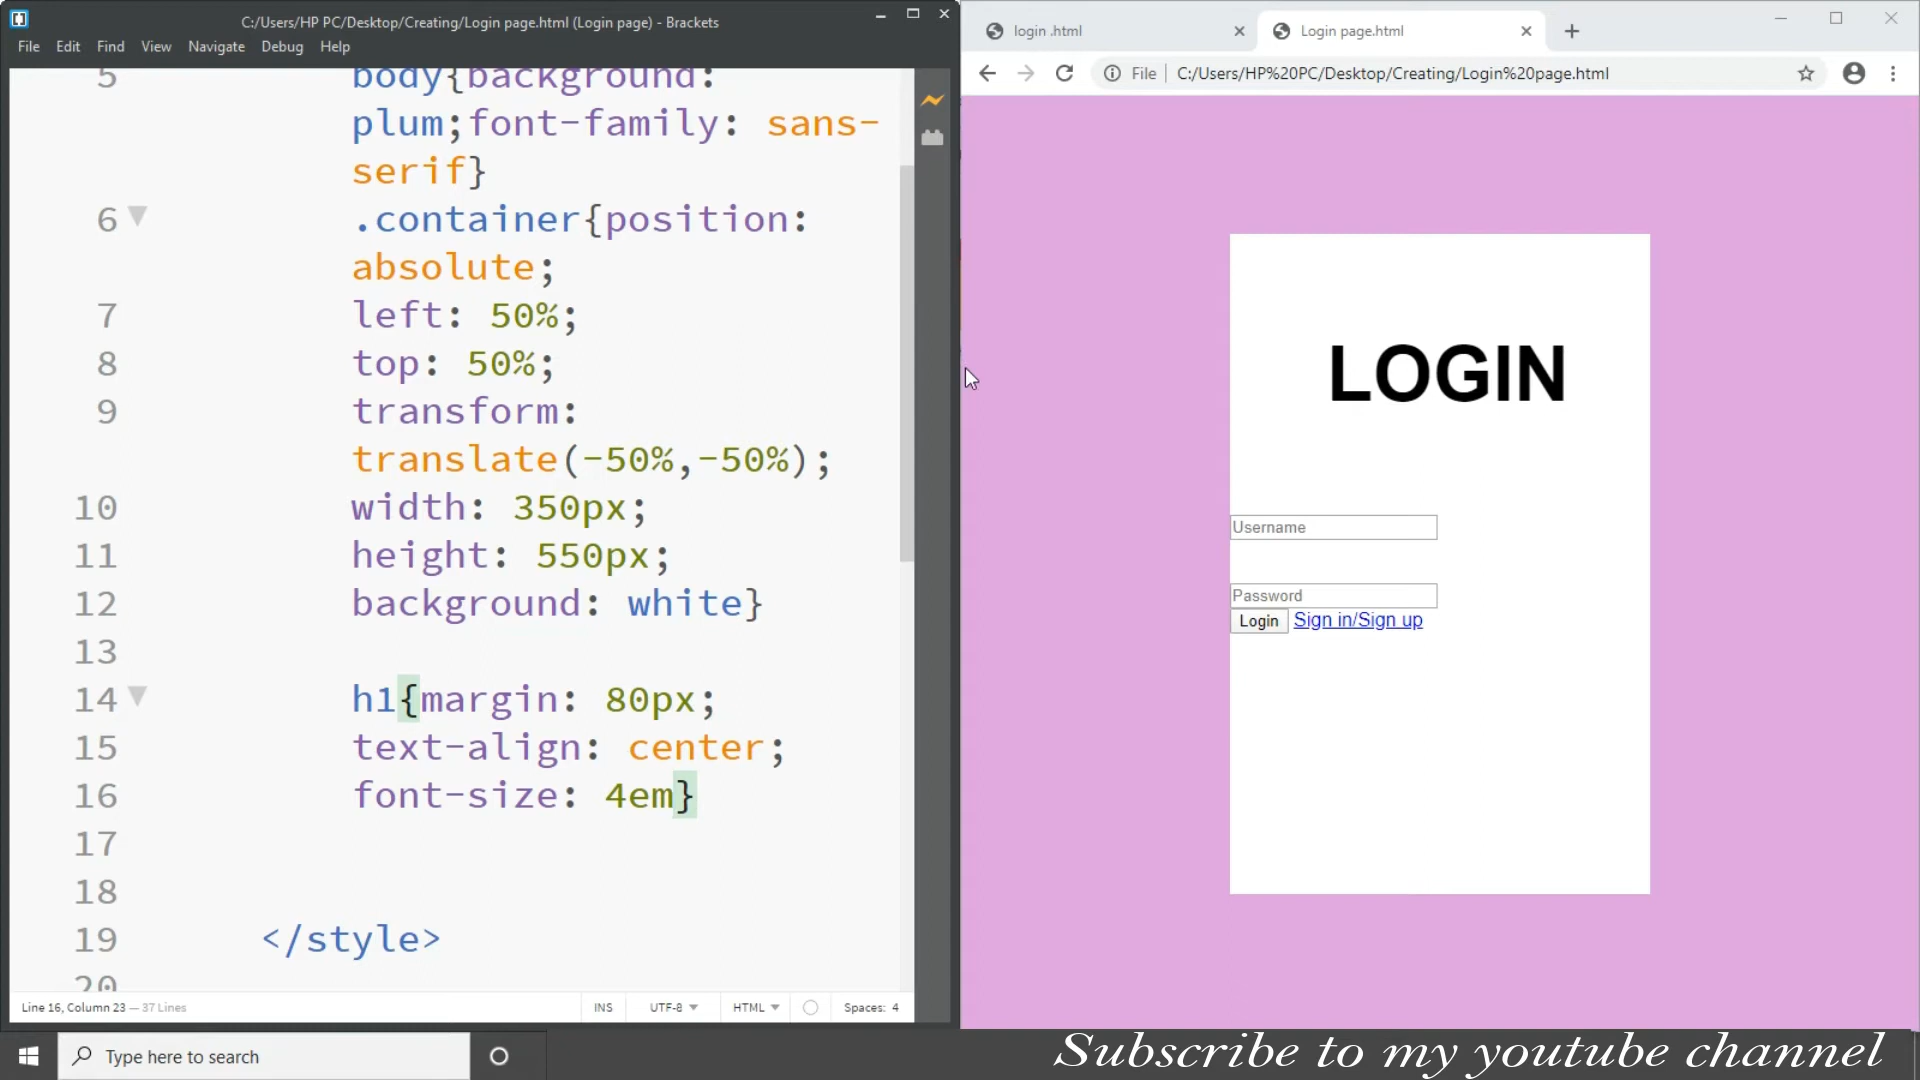 C:/Users/HP PC/Desktop/Creating/Login page.html (Login page) - Brackets
File Edit Find View Navigate Debug Help
5 body{background:
plum;font-family: sans-
serif}
6 .container{position:
absolute;
7 left: 50%;
8 top: 50%;
9 transform:
translate(-50%,-50%);
10 width: 350px;
11 height: 550px;
12 background: white}
13
14 h1{margin: 80px;
15 text-align: center;
16 font-size: 4em}
17
18
19 </style>
20
Line 16, Column 23 — 37 Lines INS UTF-8 HTML Spaces: 4
Type here to search
login .html Login page.html
File C:/Users/HP%20PC/Desktop/Creating/Login%20page.html
LOGIN
Username
Password
Login Sign in/Sign up
Subscribe to my youtube channel